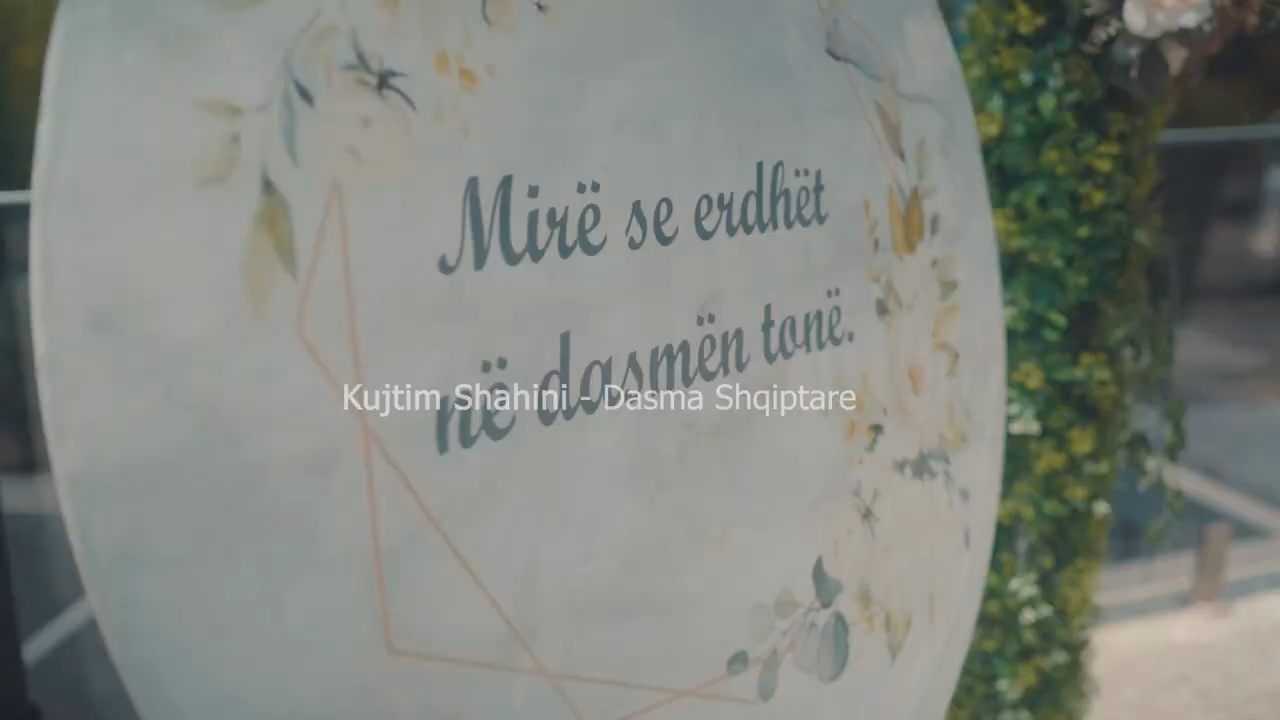 Mirë se erdhët
në dasmën tonë.
Kujtim Shahini - Dasma Shqiptare